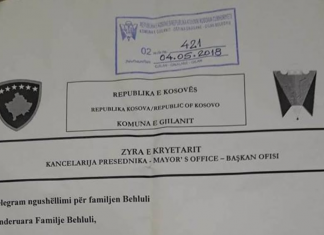 02 421
04.05.2018
REPUBLIKA E KOSOVËS
REPUBLIKA KOSOVA/REPUBLIC OF KOSOVO
KOMUNA E GJILANIT
ZYRA E KRYETARIT
KANCELARIJA PRESEDNIKA - MAYOR'S OFFICE – BAŞKAN OFISI
elegram ngushëllimi për familjen Behluli
nderuara Familje Behluli,